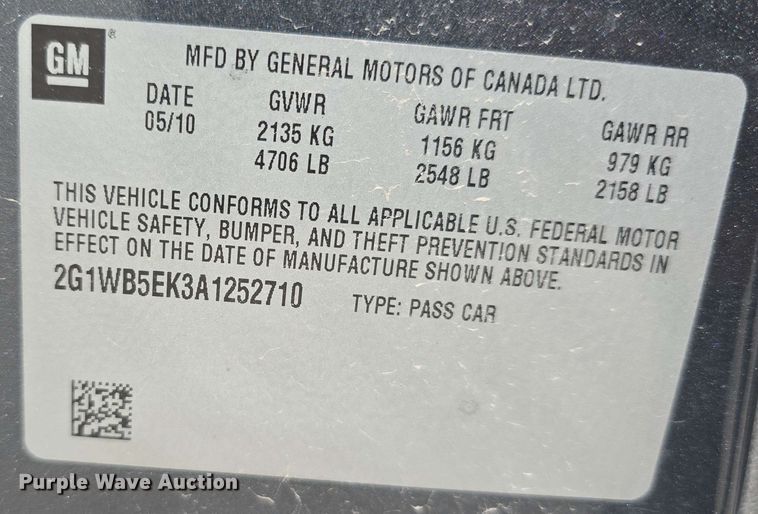 GM ®
MFD BY GENERAL MOTORS OF CANADA LTD.
DATE GVWR GAWR FRT GAWR RR
05/10 2135 KG 1156 KG 979 KG
4706 LB 2548 LB 2158 LB
THIS VEHICLE CONFORMS TO ALL APPLICABLE U.S. FEDERAL MOTOR
VEHICLE SAFETY, BUMPER, AND THEFT PREVENTION STANDARDS IN
EFFECT ON THE DATE OF MANUFACTURE SHOWN ABOVE.
2G1WB5EK3A1252710 TYPE: PASS CAR
Purple Wave Auction